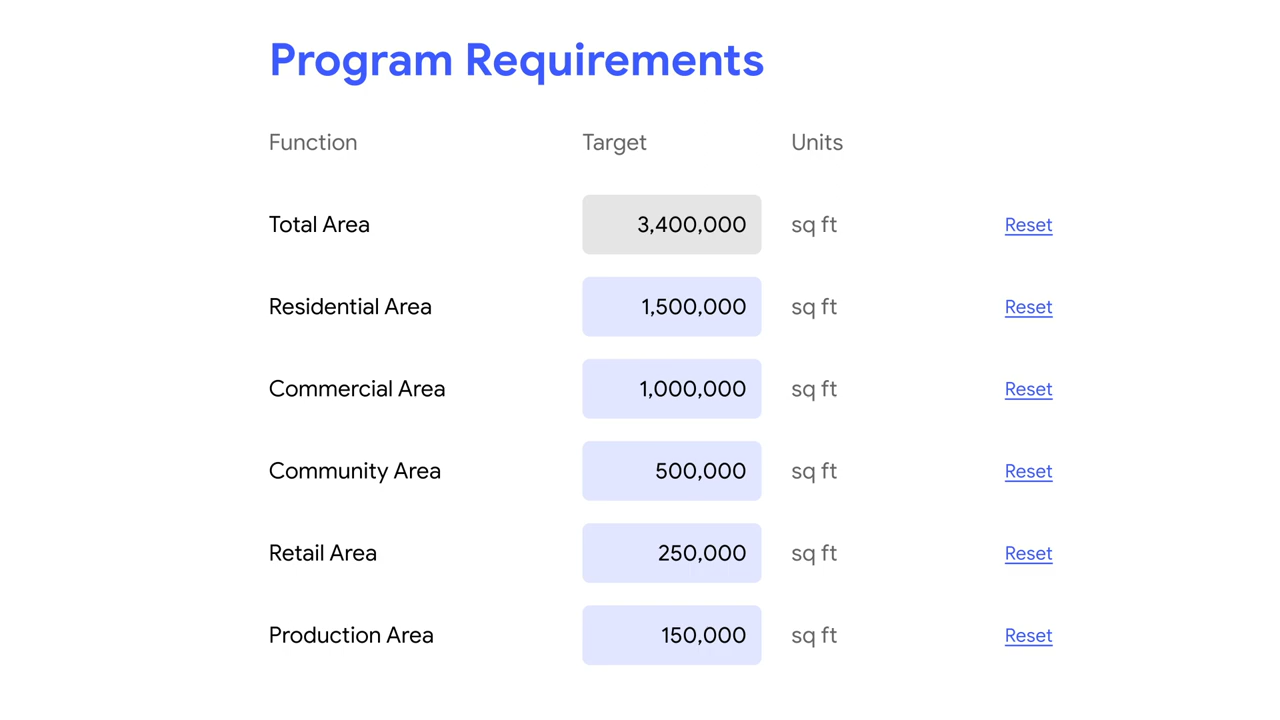 Program Requirements
Function Target Units
Total Area 3,400,000 sq ft Reset
Residential Area 1,500,000 sq ft Reset
Commercial Area 1,000,000 sq ft Reset
Community Area 500,000 sq ft Reset
Retail Area 250,000 sq ft Reset
Production Area 150,000 sq ft Reset